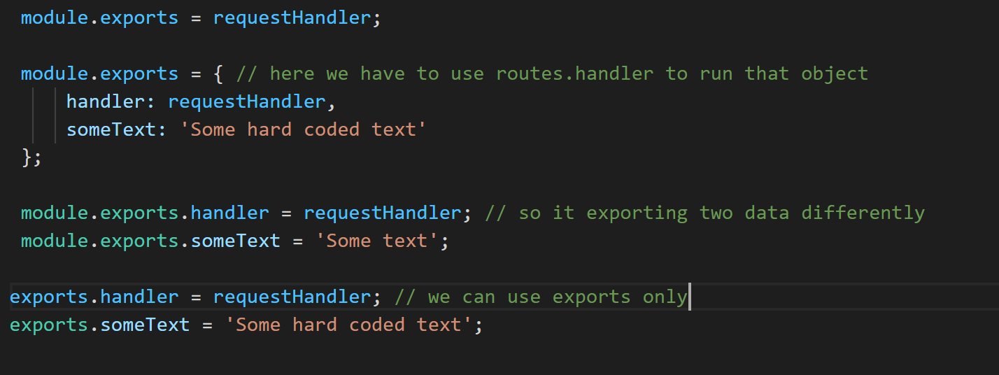 module.exports = requestHandler;
module.exports = { // here we have to use routes.handler to run that object
handler: requestHandler,
someText: 'Some hard coded text'
};
module.exports.handler = requestHandler; // so it exporting two data differently
module.exports.someText = 'Some text';
exports.handler = requestHandler; // we can use exports only
exports.someText = 'Some hard coded text';